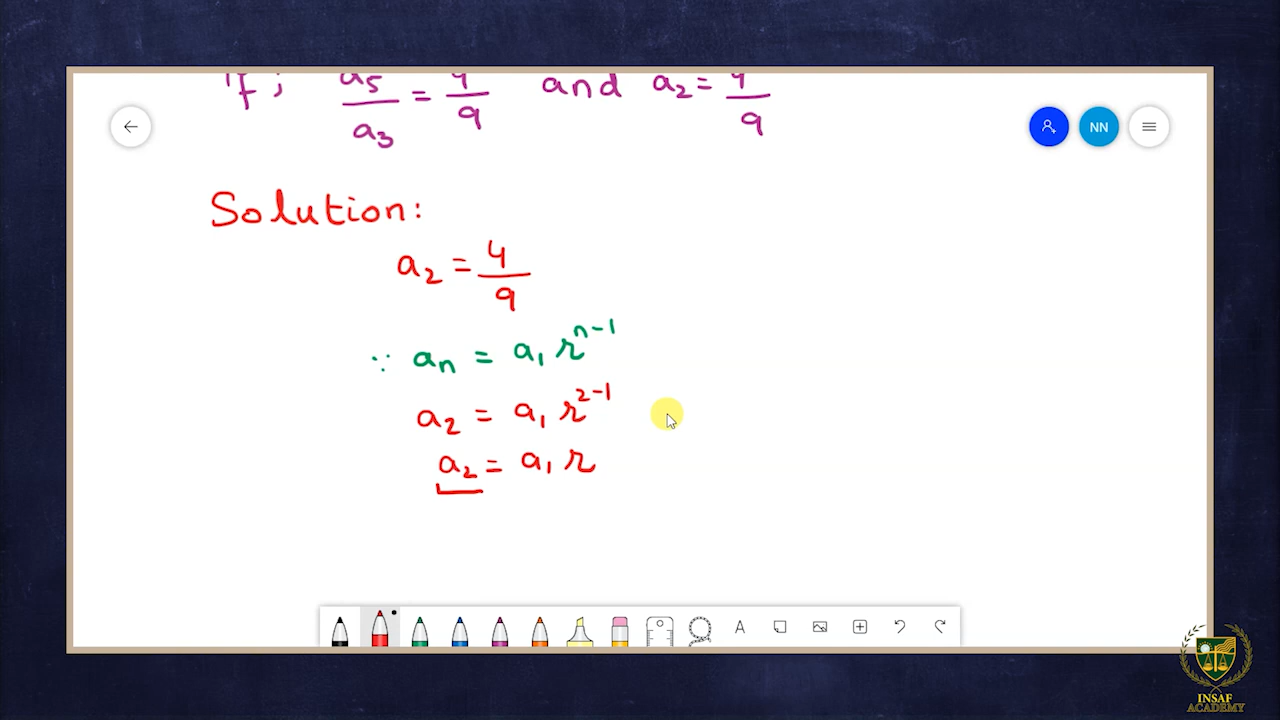 if ; a₅/a₃ = 4/9 and a₂ = 4/9
NN
Solution:
a₂ = 4/9
∵ aₙ = a₁ r^(n-1)
a₂ = a₁ r^(2-1)
a₂ = a₁ r
A
INSAF
ACADEMY